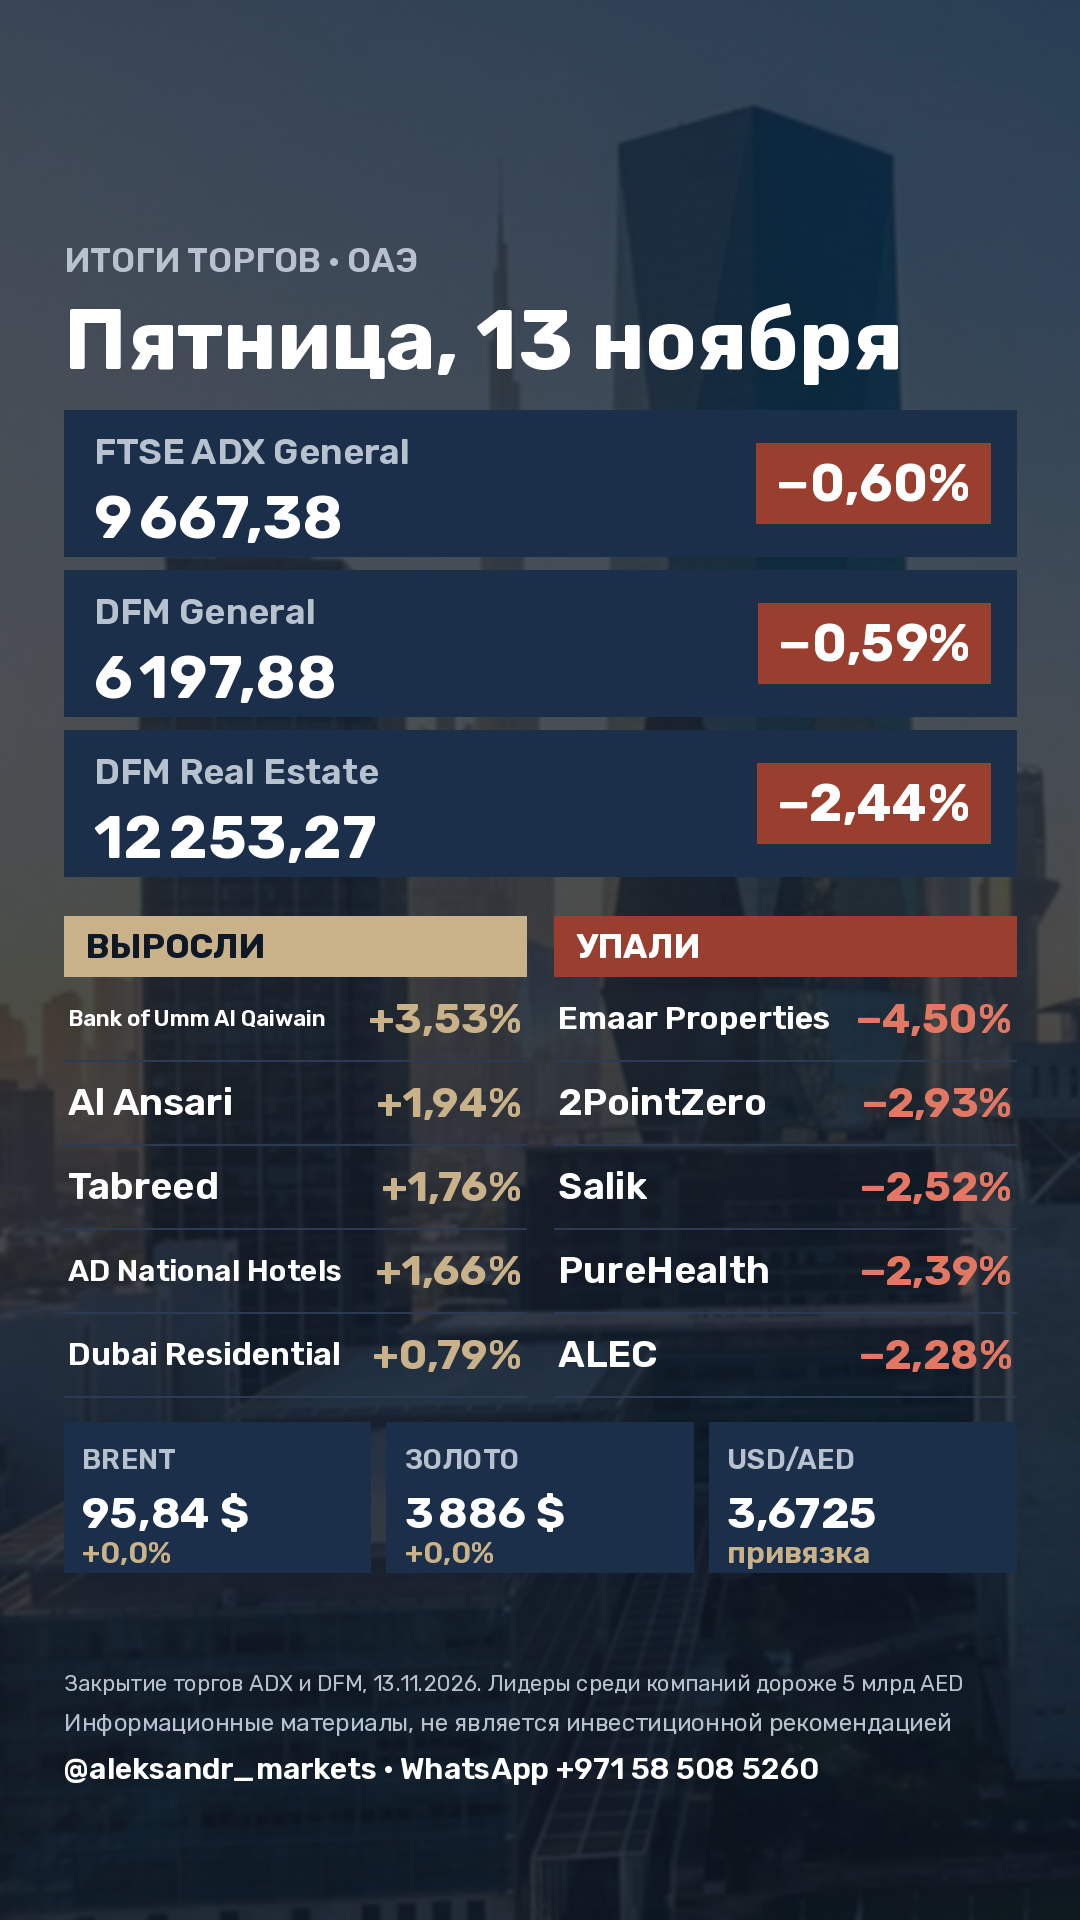 ИТОГИ ТОРГОВ • ОАЭ
Пятница, 13 ноября
FTSE ADX General
9 667,38
−0,60%
DFM General
6 197,88
−0,59%
DFM Real Estate
12 253,27
−2,44%
ВЫРОСЛИ
Bank of Umm Al Qaiwain +3,53%
Al Ansari +1,94%
Tabreed +1,76%
AD National Hotels +1,66%
Dubai Residential +0,79%
УПАЛИ
Emaar Properties −4,50%
2PointZero −2,93%
Salik −2,52%
PureHealth −2,39%
ALEC −2,28%
BRENT
95,84 $
+0,0%
ЗОЛОТО
3 886 $
+0,0%
USD/AED
3,6725
привязка
Закрытие торгов ADX и DFM, 13.11.2026. Лидеры среди компаний дороже 5 млрд AED
Информационные материалы, не является инвестиционной рекомендацией
@aleksandr_markets • WhatsApp +971 58 508 5260